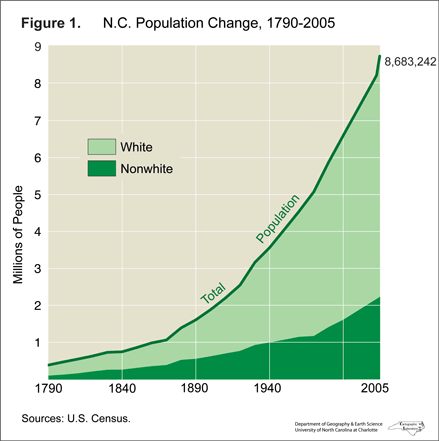 Figure 1. N.C. Population Change, 1790-2005
9
8,683,242
8
7
White
6
Nonwhite
5
Millions of People
Total Population
4
3
2
1
1790 1840 1890 1940 2005
Sources: U.S. Census.
Department of Geography & Earth Science
University of North Carolina at Charlotte